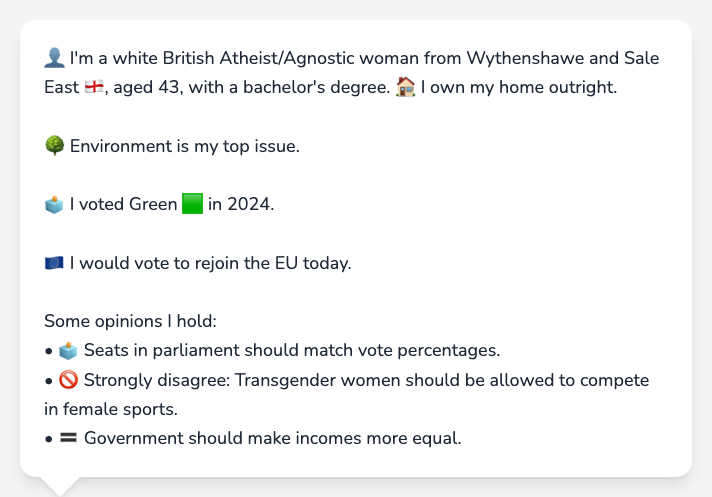 👤 I'm a white British Atheist/Agnostic woman from Wythenshawe and Sale
East 🏴󠁧󠁢󠁥󠁮󠁧󠁿, aged 43, with a bachelor's degree. 🏠 I own my home outright.
🌳 Environment is my top issue.
🗳️ I voted Green 🟩 in 2024.
🇪🇺 I would vote to rejoin the EU today.
Some opinions I hold:
• 🗳️ Seats in parliament should match vote percentages.
• 🚫 Strongly disagree: Transgender women should be allowed to compete
in female sports.
• 🟰 Government should make incomes more equal.